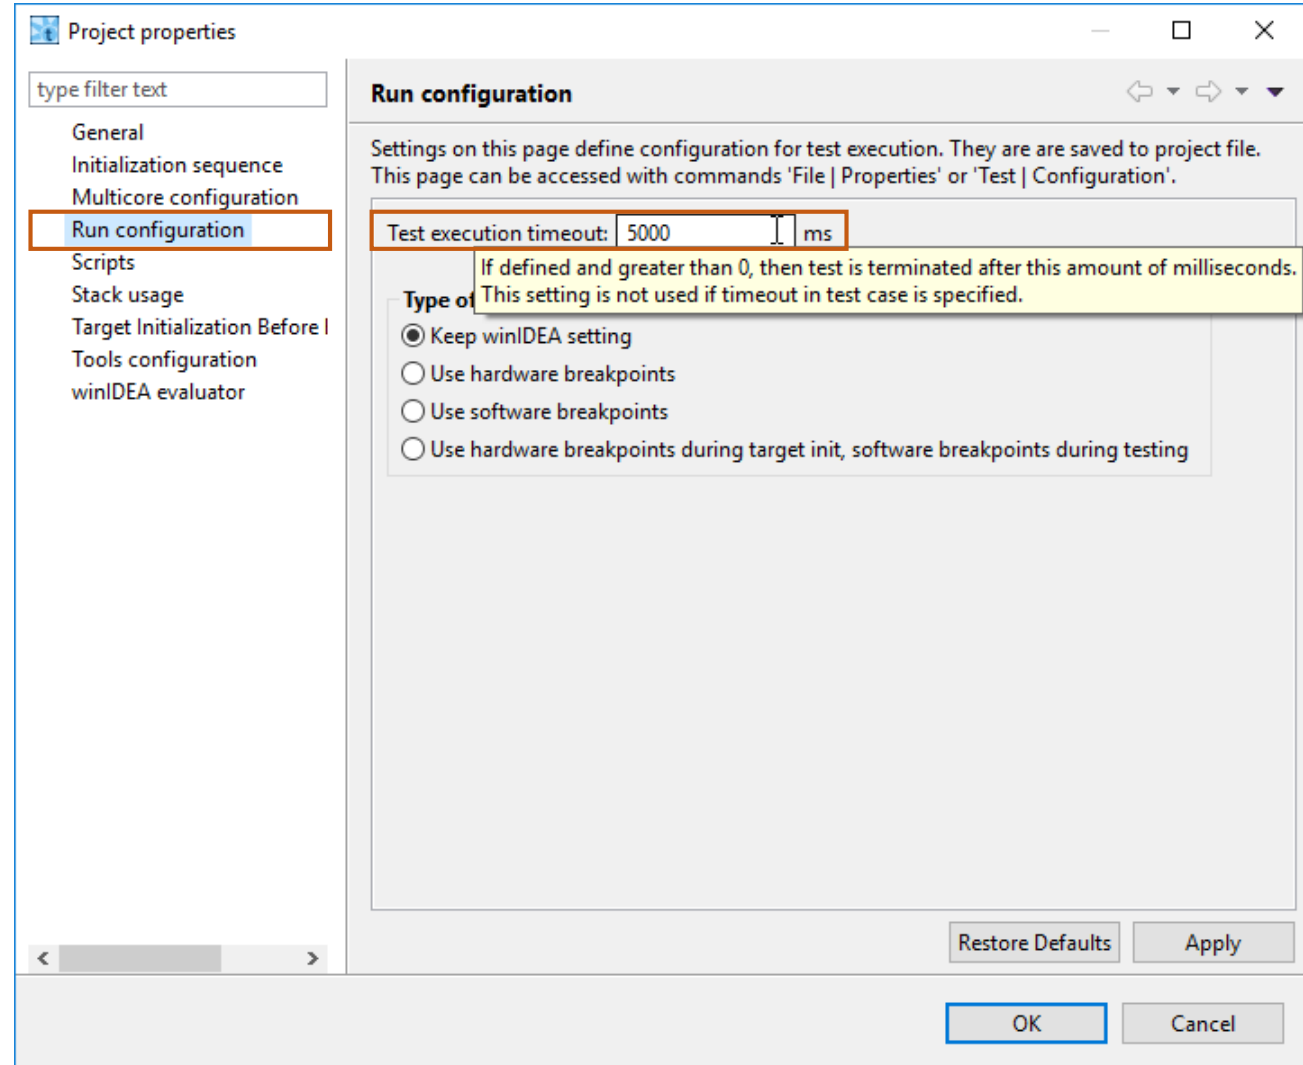 Project properties
type filter text
General
Initialization sequence
Multicore configuration
Run configuration
Scripts
Stack usage
Target Initialization Before
Tools configuration
winIDEA evaluator
Run configuration
Settings on this page define configuration for test execution. They are are saved to project file.
This page can be accessed with commands 'File | Properties' or 'Test | Configuration'.
Test execution timeout: 5000 ms
If defined and greater than 0, then test is terminated after this amount of milliseconds.
This setting is not used if timeout in test case is specified.
Type of
Keep winIDEA setting
Use hardware breakpoints
Use software breakpoints
Use hardware breakpoints during target init, software breakpoints during testing
Restore Defaults
Apply
OK
Cancel